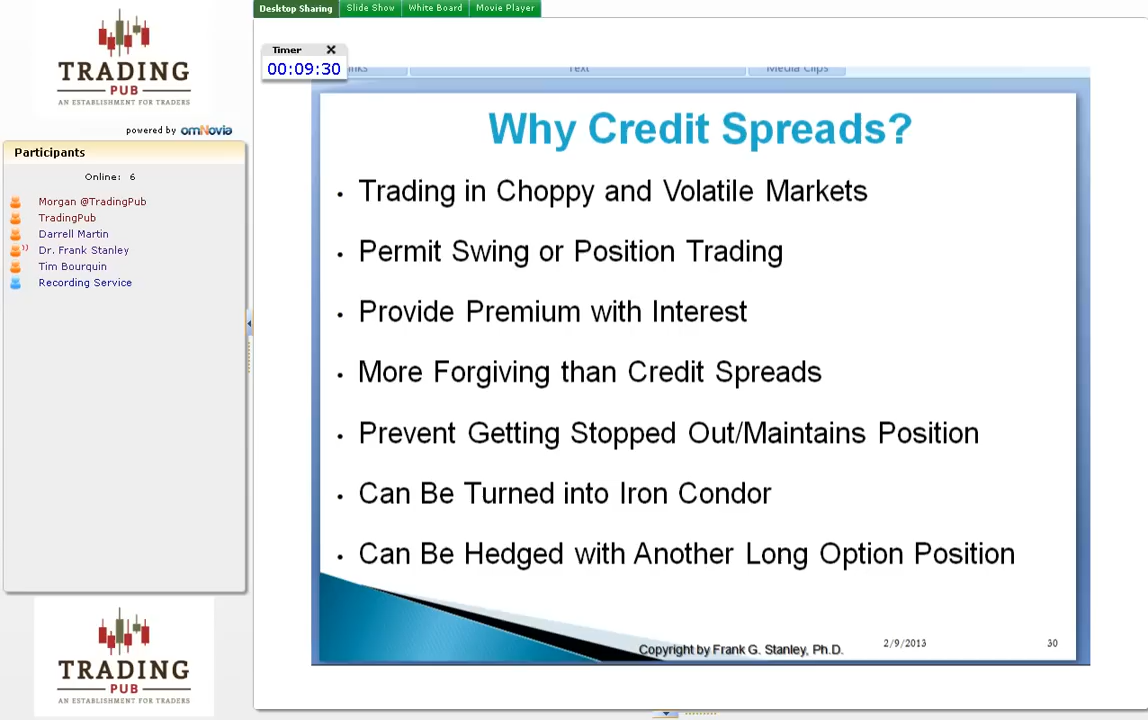 Desktop Sharing
Slide Show
White Board
Movie Player
TRADING
PUB
AN ESTABLISHMENT FOR TRADERS
powered by omNovia
Participants
Online: 6
Morgan @TradingPub
TradingPub
Darrell Martin
Dr. Frank Stanley
Tim Bourquin
Recording Service
TRADING
PUB
AN ESTABLISHMENT FOR TRADERS
Timer
00:09:30
Text
Media Clips
Why Credit Spreads?
• Trading in Choppy and Volatile Markets
• Permit Swing or Position Trading
• Provide Premium with Interest
• More Forgiving than Credit Spreads
• Prevent Getting Stopped Out/Maintains Position
• Can Be Turned into Iron Condor
• Can Be Hedged with Another Long Option Position
Copyright by Frank G. Stanley, Ph.D.
2/9/2013
30